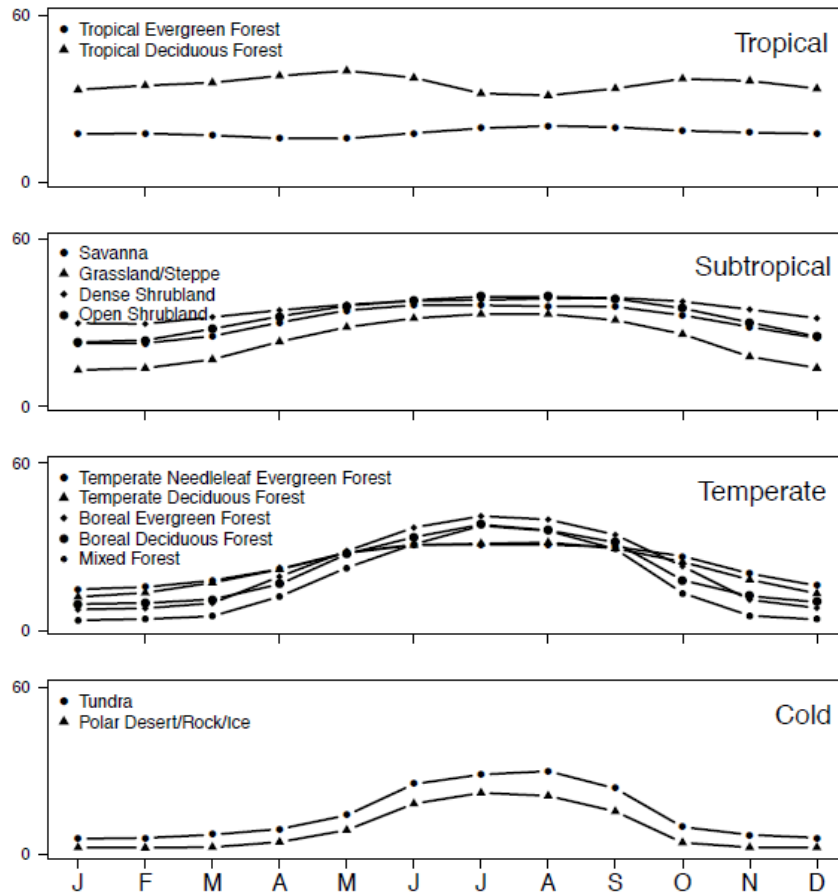 60
Tropical Evergreen Forest
Tropical Deciduous Forest
Tropical
0
60
Savanna
Grassland/Steppe
Dense Shrubland
Open Shrubland
Subtropical
0
60
Temperate Needleleaf Evergreen Forest
Temperate Deciduous Forest
Boreal Evergreen Forest
Boreal Deciduous Forest
Mixed Forest
Temperate
0
60
Tundra
Polar Desert/Rock/Ice
Cold
0
J F M A M J J A S O N D